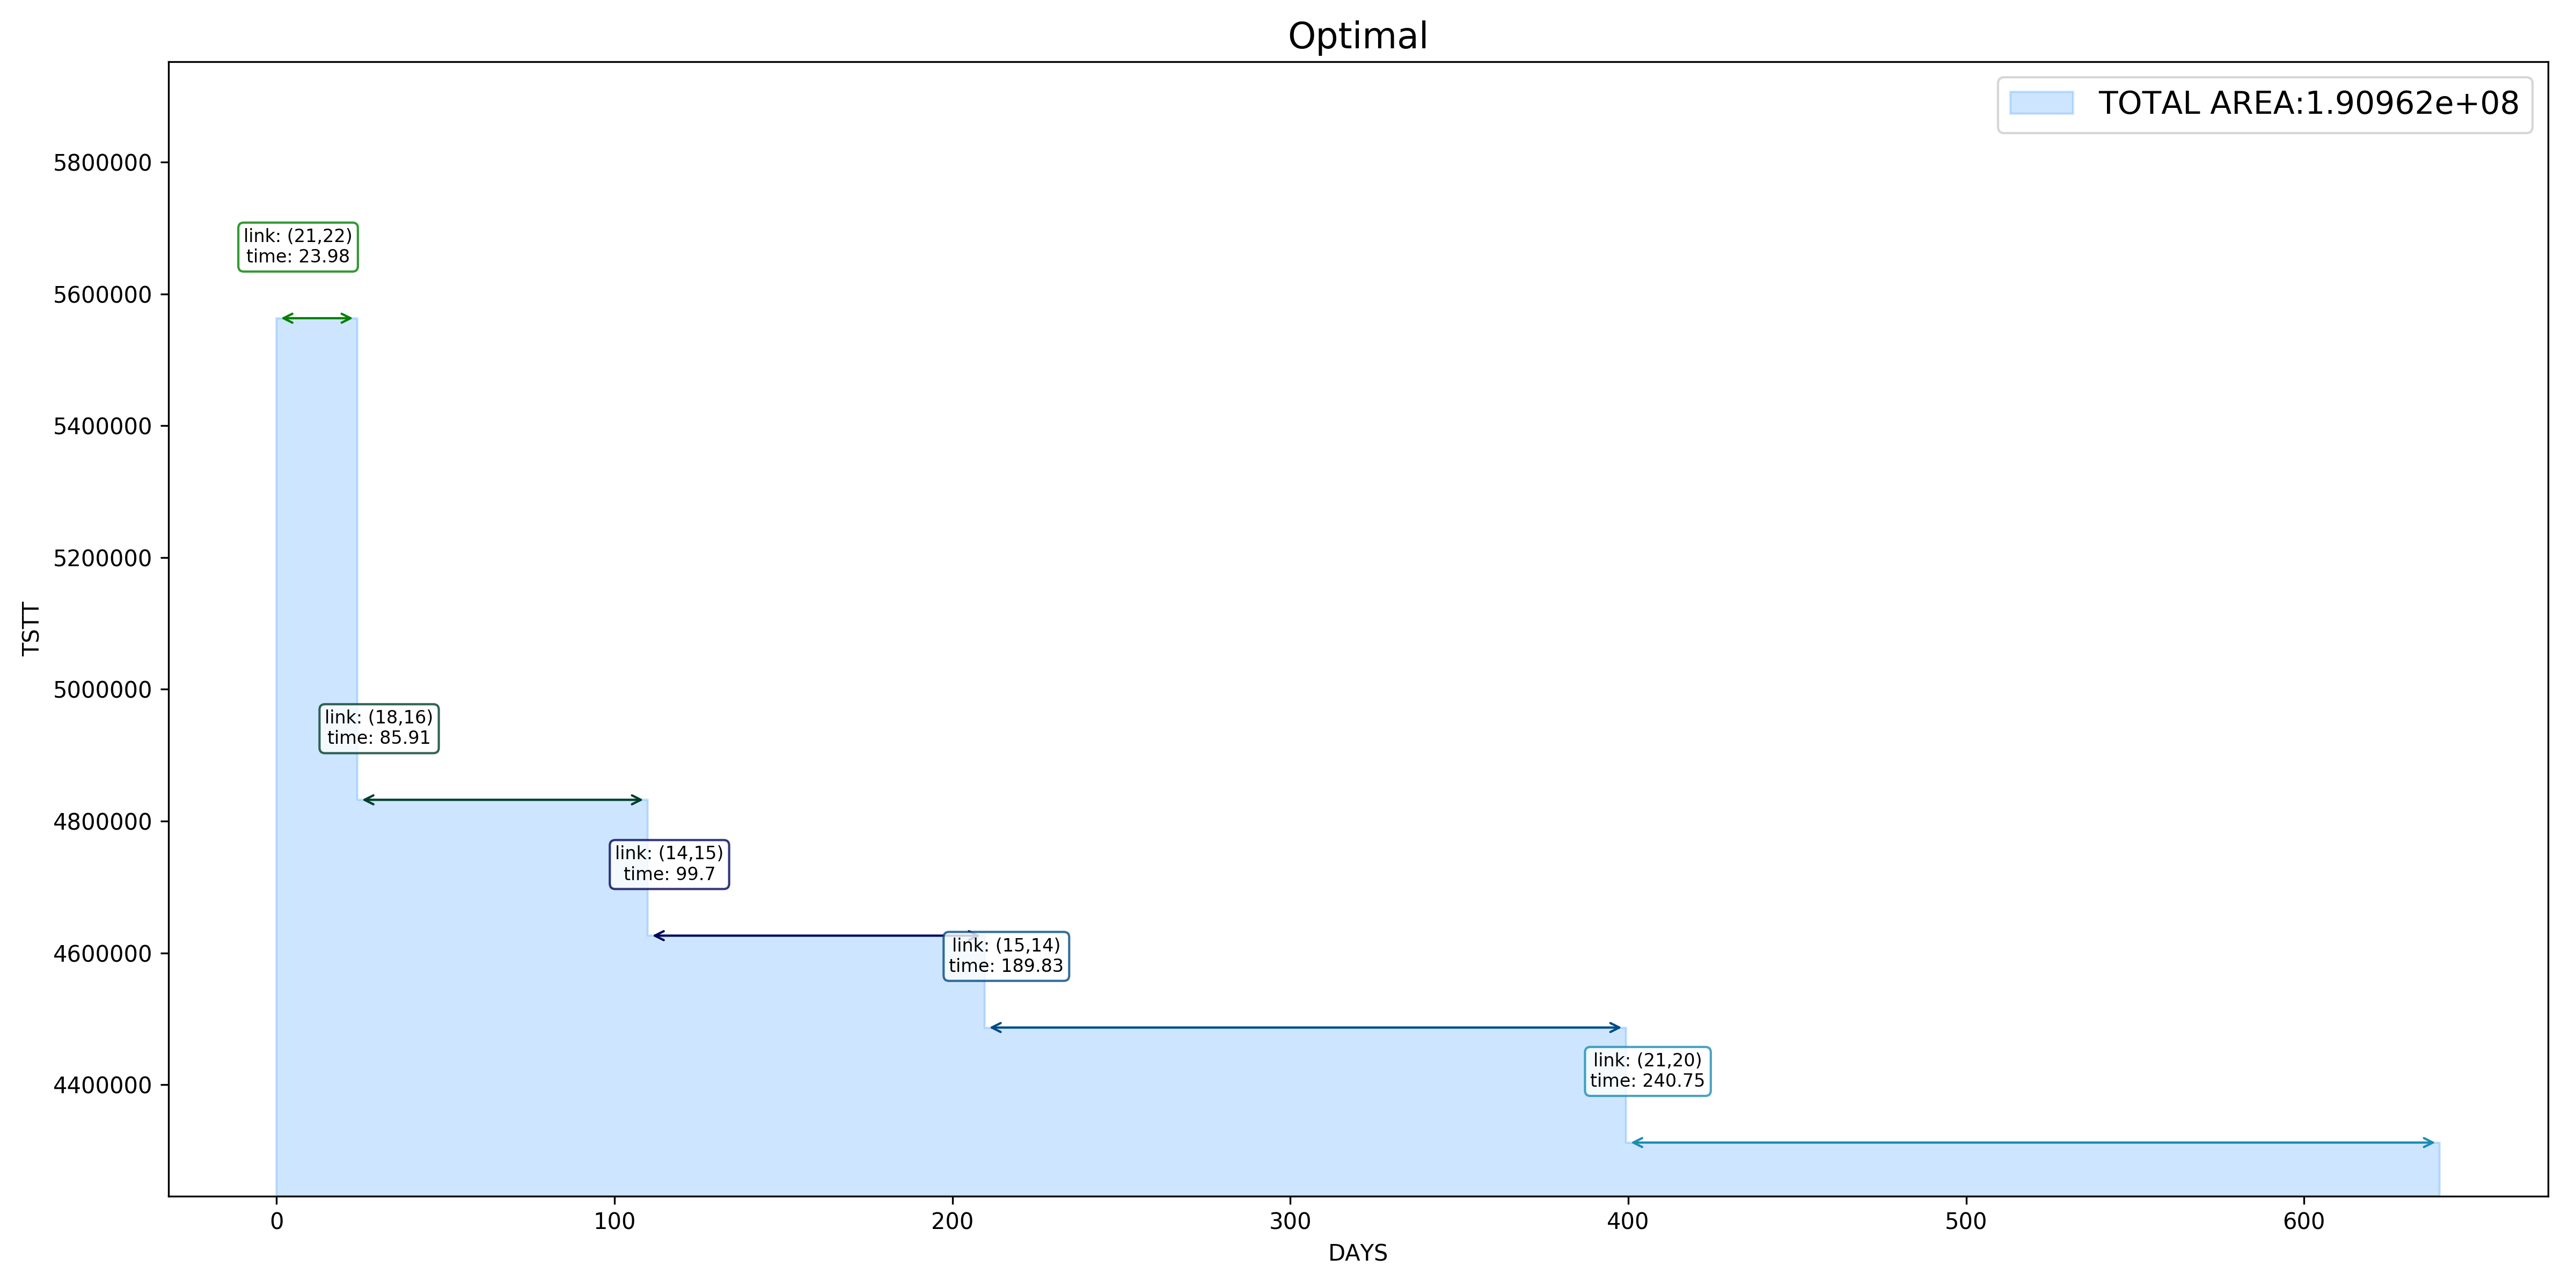 Optimal
TOTAL AREA:1.90962e+08
TSTT
5800000
5600000
5400000
5200000
5000000
4800000
4600000
4400000
link: (21,22)
time: 23.98
link: (18,16)
time: 85.91
link: (14,15)
time: 99.7
link: (15,14)
time: 189.83
link: (21,20)
time: 240.75
0 100 200 300 400 500 600
DAYS